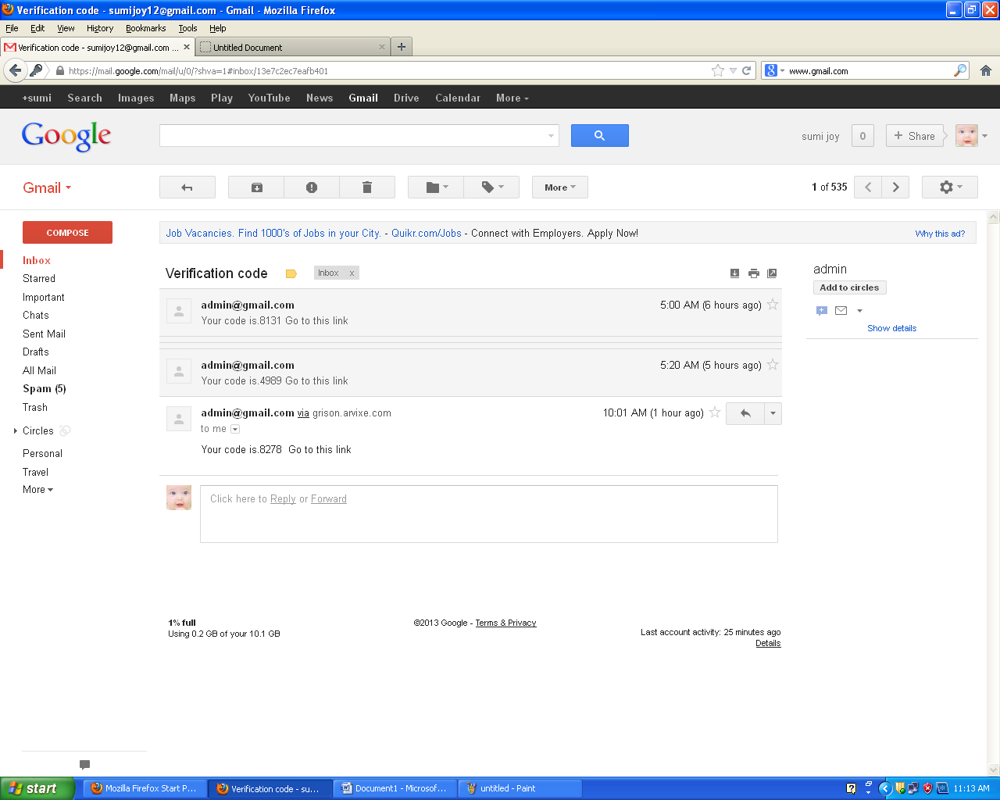 Verification code - sumijoy12@gmail.com - Gmail - Mozilla Firefox
File Edit View History Bookmarks Tools Help
Verification code - sumijoy12@gmail.com ... × Untitled Document × +
https://mail.google.com/mail/u/0/?shva=1#inbox/13e7c2ec7eafb401 www.gmail.com
+sumi Search Images Maps Play YouTube News Gmail Drive Calendar More
Google sumi joy 0 + Share
Gmail More 1 of 535
COMPOSE
Job Vacancies. Find 1000's of Jobs in your City. - Quikr.com/Jobs - Connect with Employers. Apply Now! Why this ad?
Inbox
Starred
Important
Chats
Sent Mail
Drafts
All Mail
Spam (5)
Trash
Circles
Personal
Travel
More
Verification code Inbox x
admin@gmail.com 5:00 AM (6 hours ago)
Your code is.8131 Go to this link
admin@gmail.com 5:20 AM (5 hours ago)
Your code is.4989 Go to this link
admin@gmail.com via grison.arvixe.com 10:01 AM (1 hour ago)
to me
Your code is.8278 Go to this link
Click here to Reply or Forward
admin
Add to circles
Show details
1% full
Using 0.2 GB of your 10.1 GB
©2013 Google - Terms & Privacy
Last account activity: 25 minutes ago
Details
start Mozilla Firefox Start P... Verification code - su... Document1 - Microsof... untitled - Paint 11:13 AM